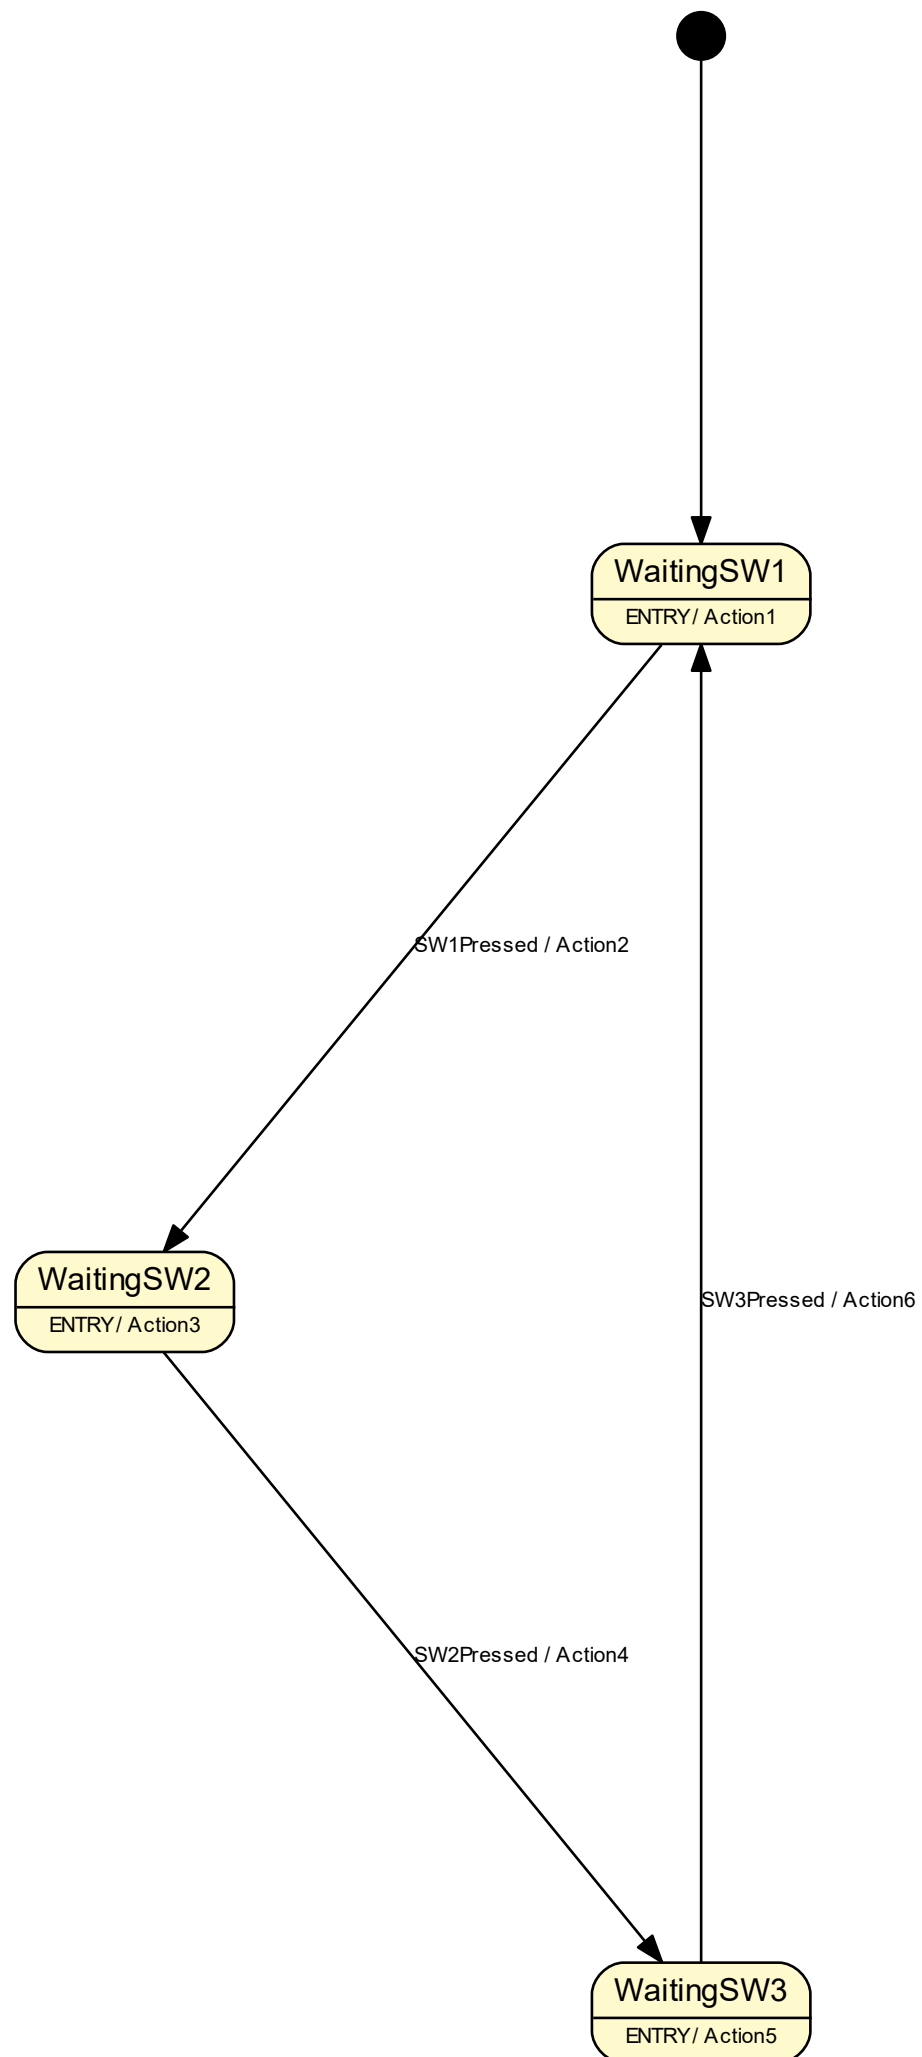 WaitingSW1
ENTRY/ Action1
SW1Pressed / Action2
WaitingSW2
ENTRY/ Action3
SW3Pressed / Action6
SW2Pressed / Action4
WaitingSW3
ENTRY/ Action5